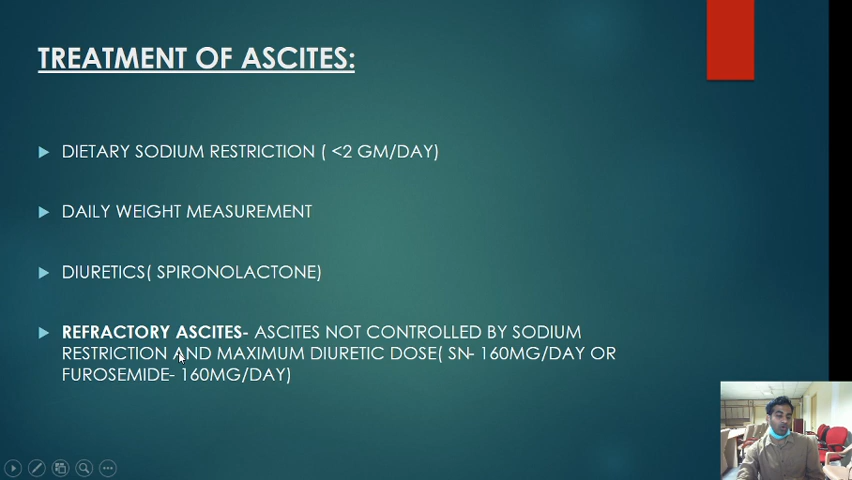 TREATMENT OF ASCITES:
DIETARY SODIUM RESTRICTION ( <2 GM/DAY)
DAILY WEIGHT MEASUREMENT
DIURETICS( SPIRONOLACTONE)
REFRACTORY ASCITES- ASCITES NOT CONTROLLED BY SODIUM
RESTRICTION AND MAXIMUM DIURETIC DOSE( SN- 160MG/DAY OR
FUROSEMIDE- 160MG/DAY)